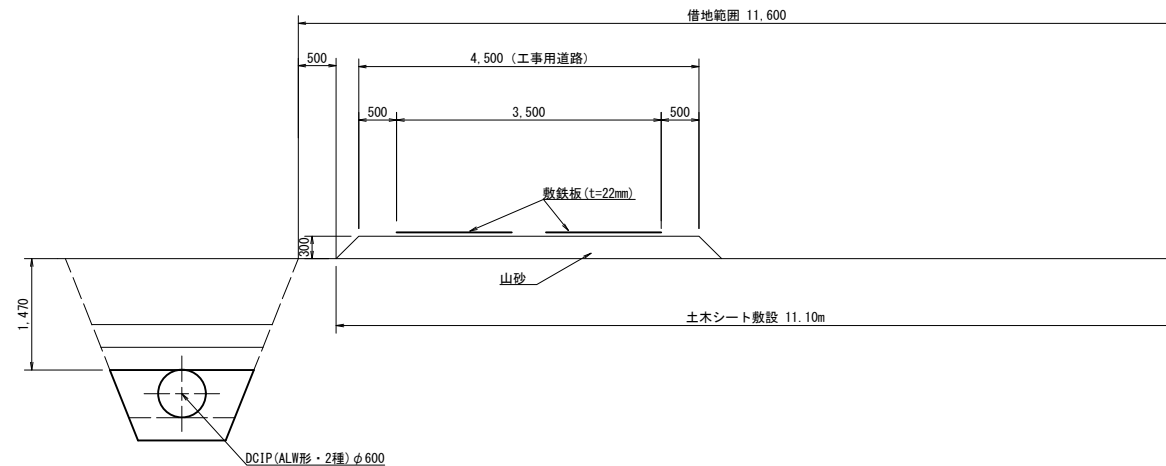 借地範囲 11,600
500
4,500 (工事用道路)
500
3,500
500
敷鉄板(t=22mm)
300
山砂
1,470
土木シート敷設 11.10m
DCIP(ALW形・2種)φ600